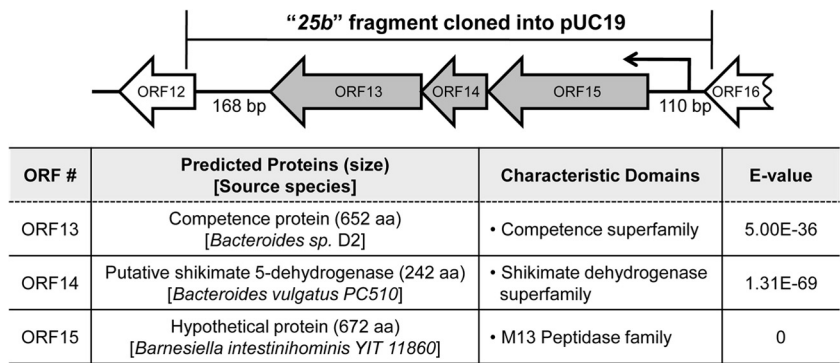 “25b” fragment cloned into pUC19
ORF12
168 bp
ORF13
ORF14
ORF15
110 bp
ORF16
ORF #
Predicted Proteins (size)
[Source species]
Characteristic Domains
E-value
ORF13
Competence protein (652 aa)
[Bacteroides sp. D2]
• Competence superfamily
5.00E-36
ORF14
Putative shikimate 5-dehydrogenase (242 aa)
[Bacteroides vulgatus PC510]
• Shikimate dehydrogenase
superfamily
1.31E-69
ORF15
Hypothetical protein (672 aa)
[Barnesiella intestinihominis YIT 11860]
• M13 Peptidase family
0